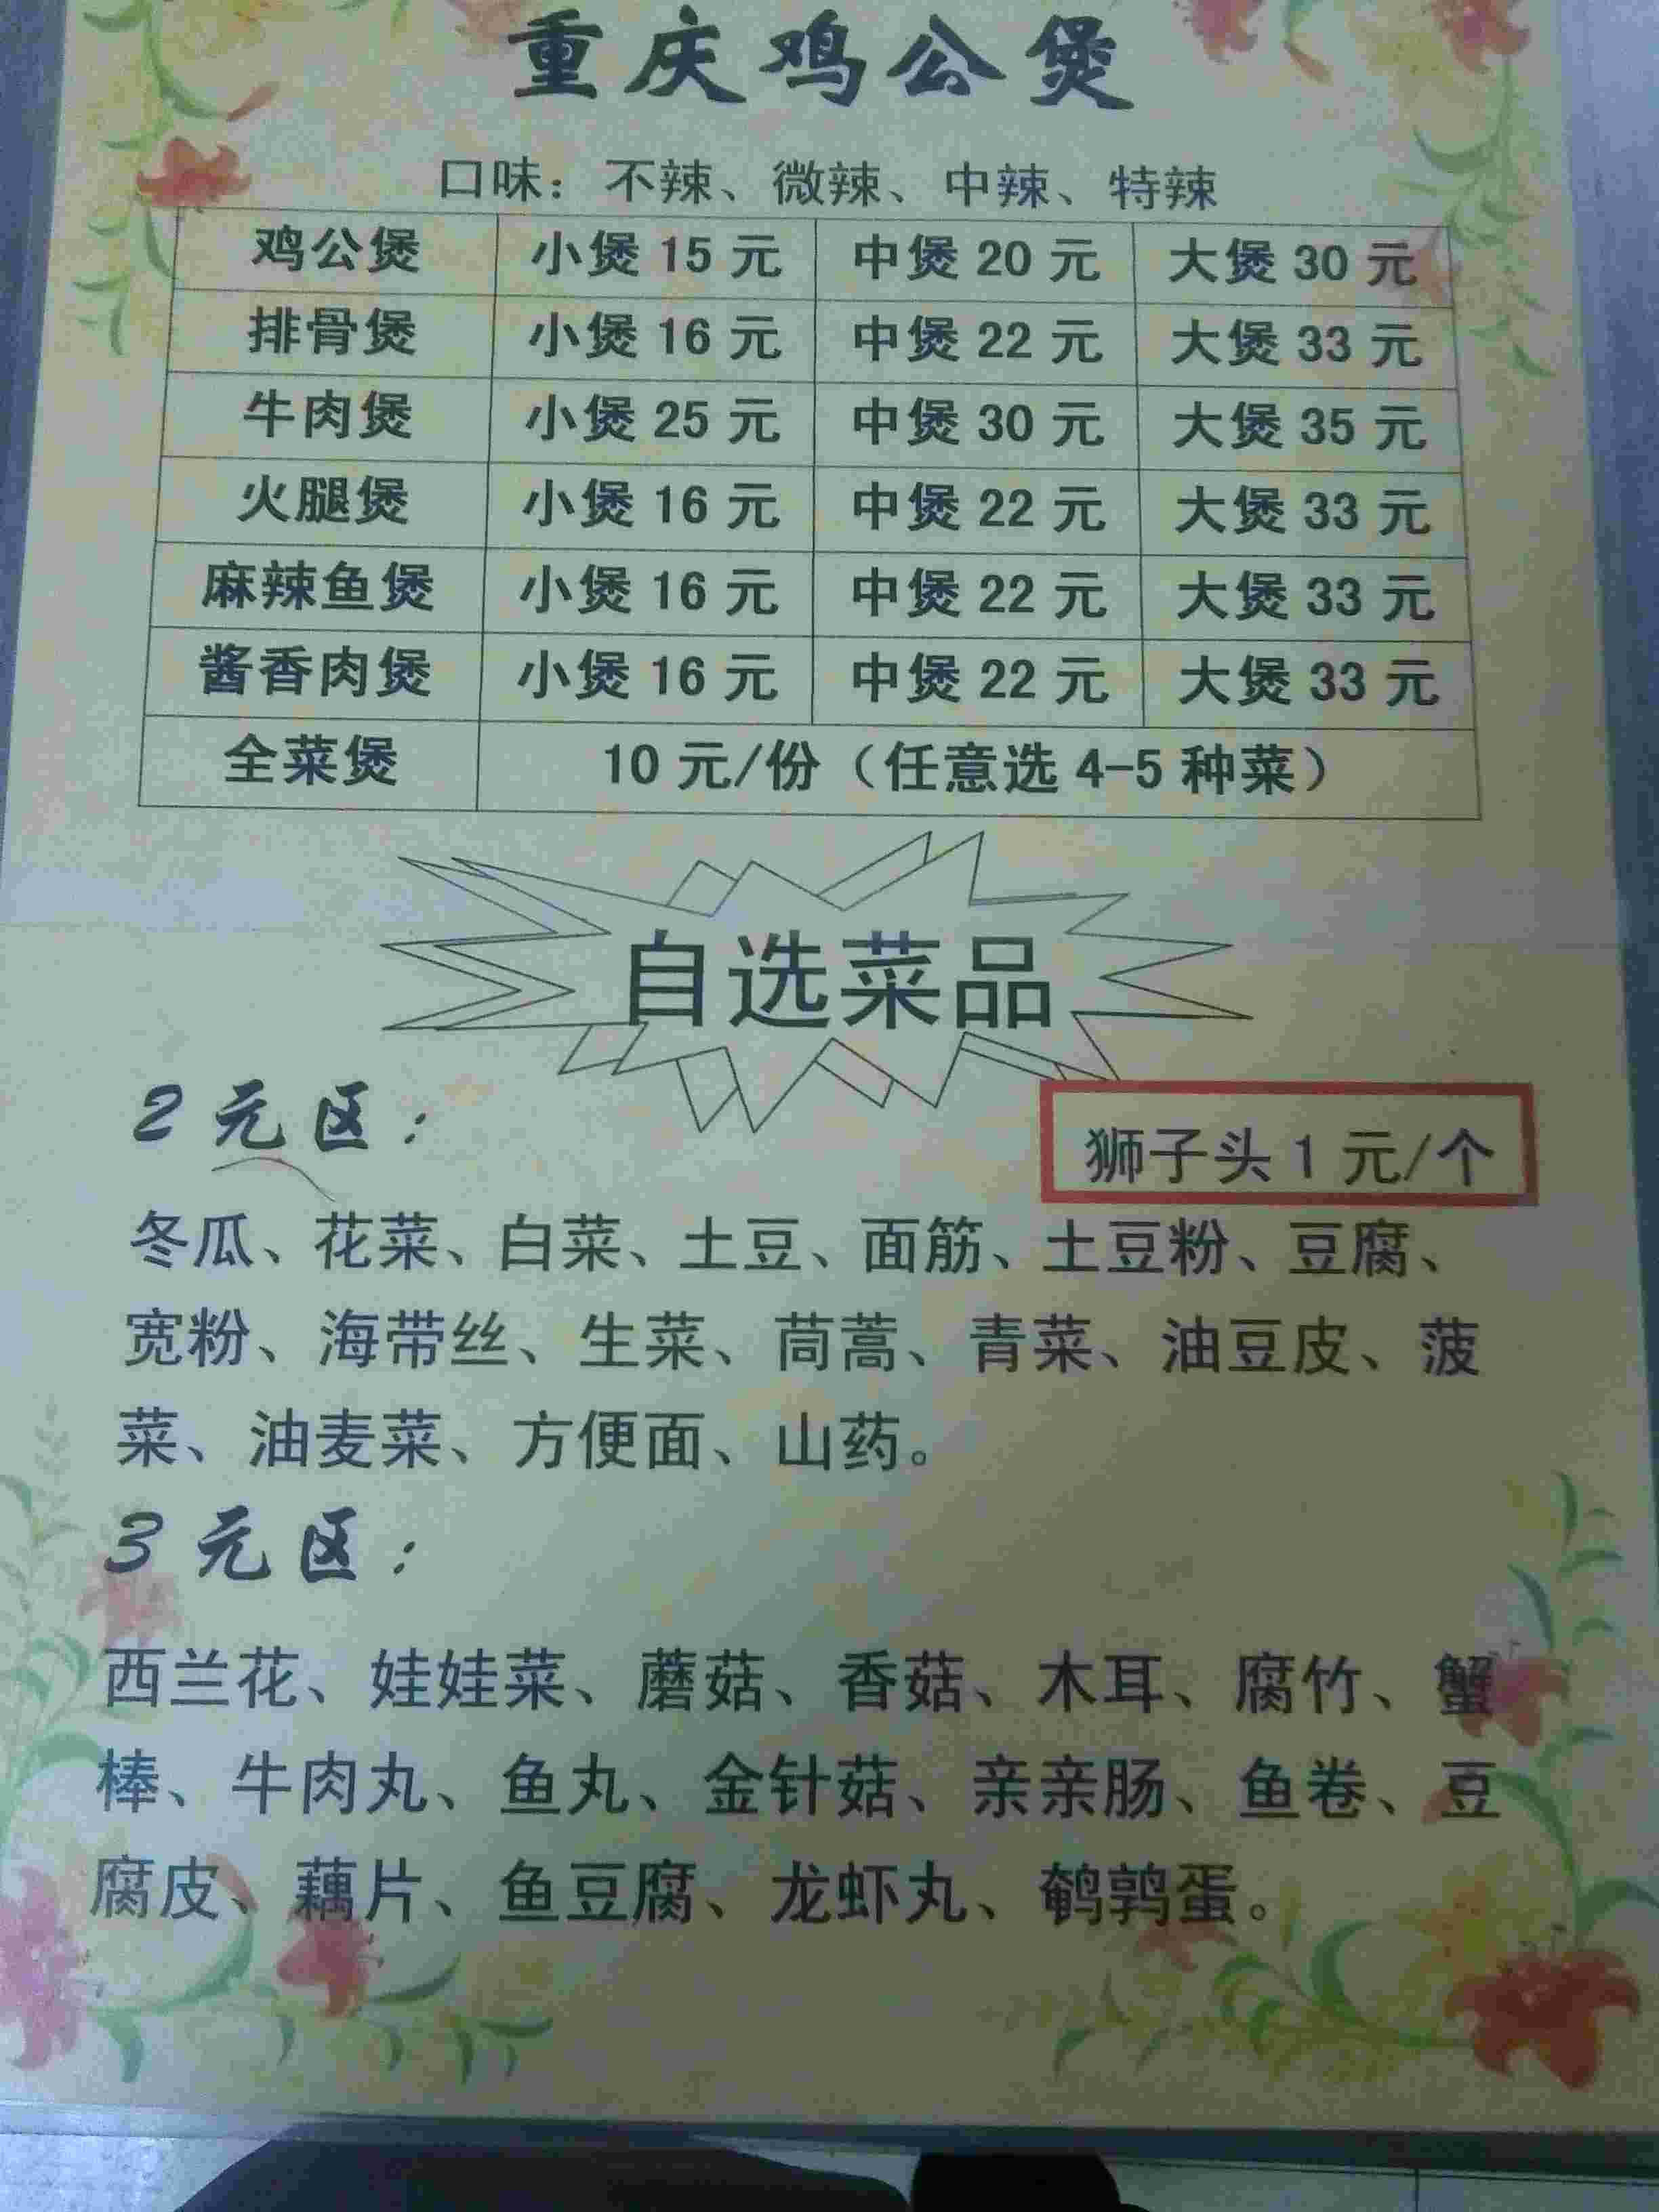 重庆鸡公煲
口味：不辣、微辣、中辣、特辣
鸡公煲 小煲 15 元 中煲 20 元 大煲 30 元
排骨煲 小煲 16 元 中煲 22 元 大煲 33 元
牛肉煲 小煲 25 元 中煲 30 元 大煲 35 元
火腿煲 小煲 16 元 中煲 22 元 大煲 33 元
麻辣鱼煲 小煲 16 元 中煲 22 元 大煲 33 元
酱香肉煲 小煲 16 元 中煲 22 元 大煲 33 元
全菜煲 10 元/份（任意选 4-5 种菜）
自选菜品
2 元区：
狮子头 1 元/个
冬瓜、花菜、白菜、土豆、面筋、土豆粉、豆腐、
宽粉、海带丝、生菜、茼蒿、青菜、油豆皮、菠
菜、油麦菜、方便面、山药。
3 元区：
西兰花、娃娃菜、蘑菇、香菇、木耳、腐竹、蟹
棒、牛肉丸、鱼丸、金针菇、亲亲肠、鱼卷、豆
腐皮、藕片、鱼豆腐、龙虾丸、鹌鹑蛋。